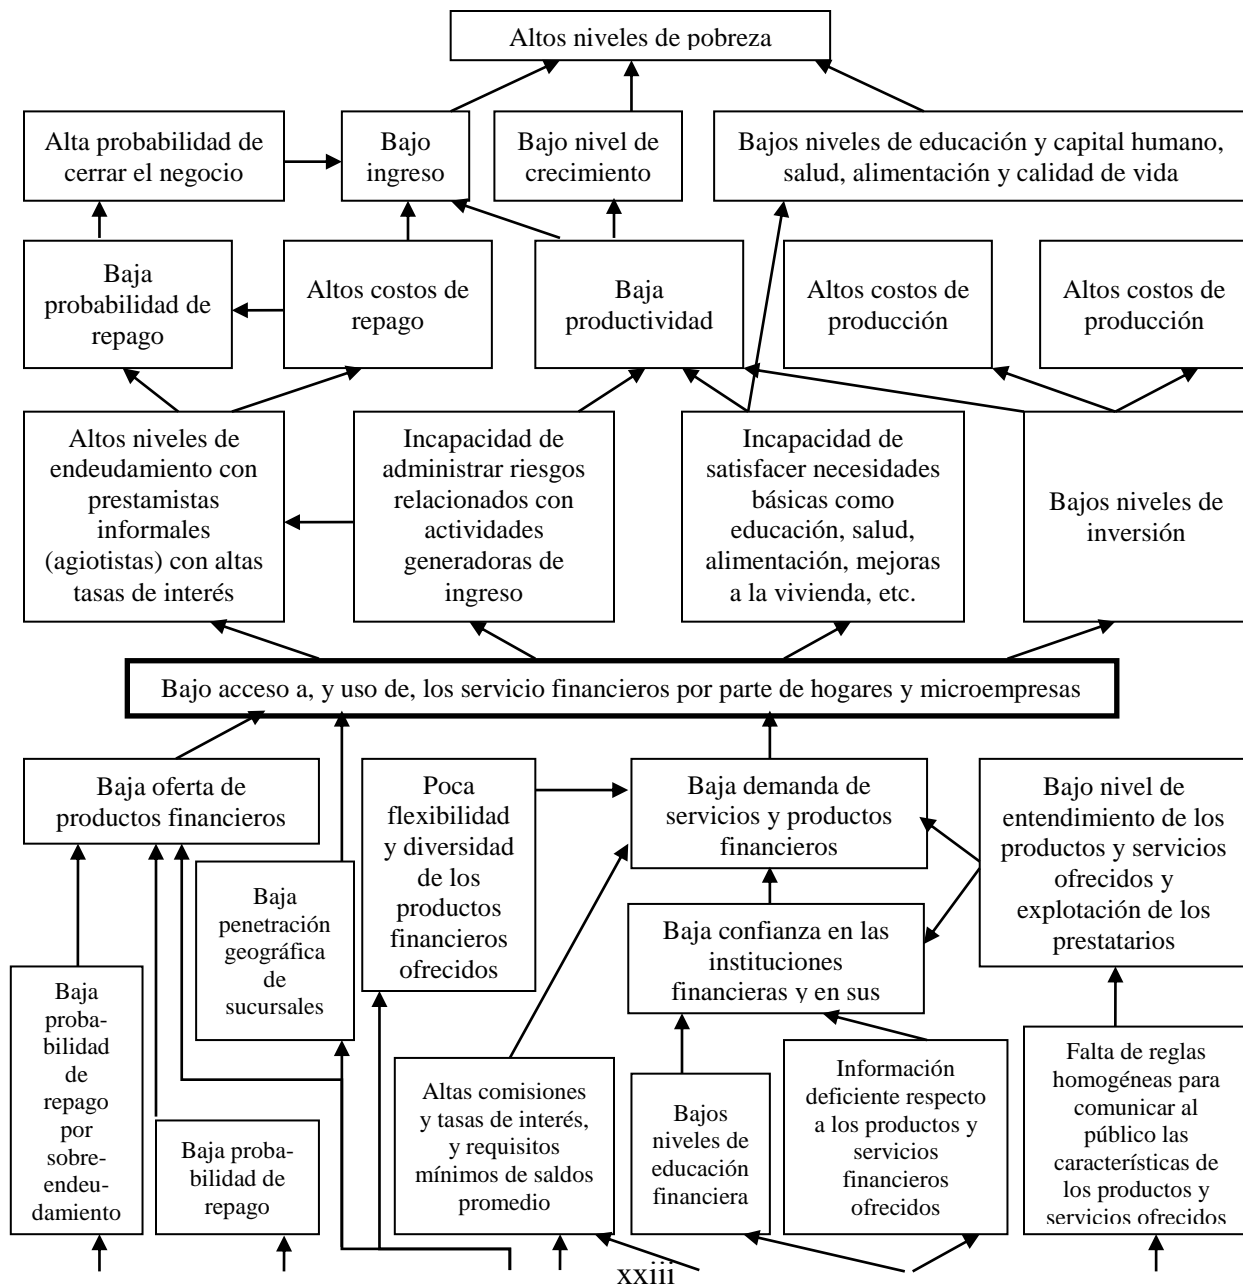 Altos niveles de pobreza
Alta probabilidad de
cerrar el negocio
Bajo
ingreso
Bajo nivel de
crecimiento
Bajos niveles de educación y capital humano,
salud, alimentación y calidad de vida
Baja
probabilidad de
repago
Altos costos de
repago
Baja
productividad
Altos costos de
producción
Altos costos de
producción
Altos niveles de
endeudamiento con
prestamistas
informales
(agiotistas) con altas
tasas de interés
Incapacidad de
administrar riesgos
relacionados con
actividades
generadoras de
ingreso
Incapacidad de
satisfacer necesidades
básicas como
educación, salud,
alimentación, mejoras
a la vivienda, etc.
Bajos niveles de
inversión
Bajo acceso a, y uso de, los servicio financieros por parte de hogares y microempresas
Baja oferta de
productos financieros
Poca
flexibilidad
y diversidad
de los
productos
financieros
ofrecidos
Baja demanda de
servicios y productos
financieros
Bajo nivel de
entendimiento de los
productos y servicios
ofrecidos y
explotación de los
prestatarios
Baja
penetración
geográfica
de
sucursales
Baja confianza en las
instituciones
financieras y en sus
Baja
proba-
bilidad
de
repago
por
sobre-
endeu-
damiento
Baja proba-
bilidad de
repago
Altas comisiones
y tasas de interés,
y requisitos
mínimos de saldos
promedio
Bajos
niveles de
educación
financiera
Información
deficiente respecto
a los productos y
servicios
financieros
ofrecidos
Falta de reglas
homogéneas para
comunicar al
público las
características de
los productos y
servicios ofrecidos
xxiii